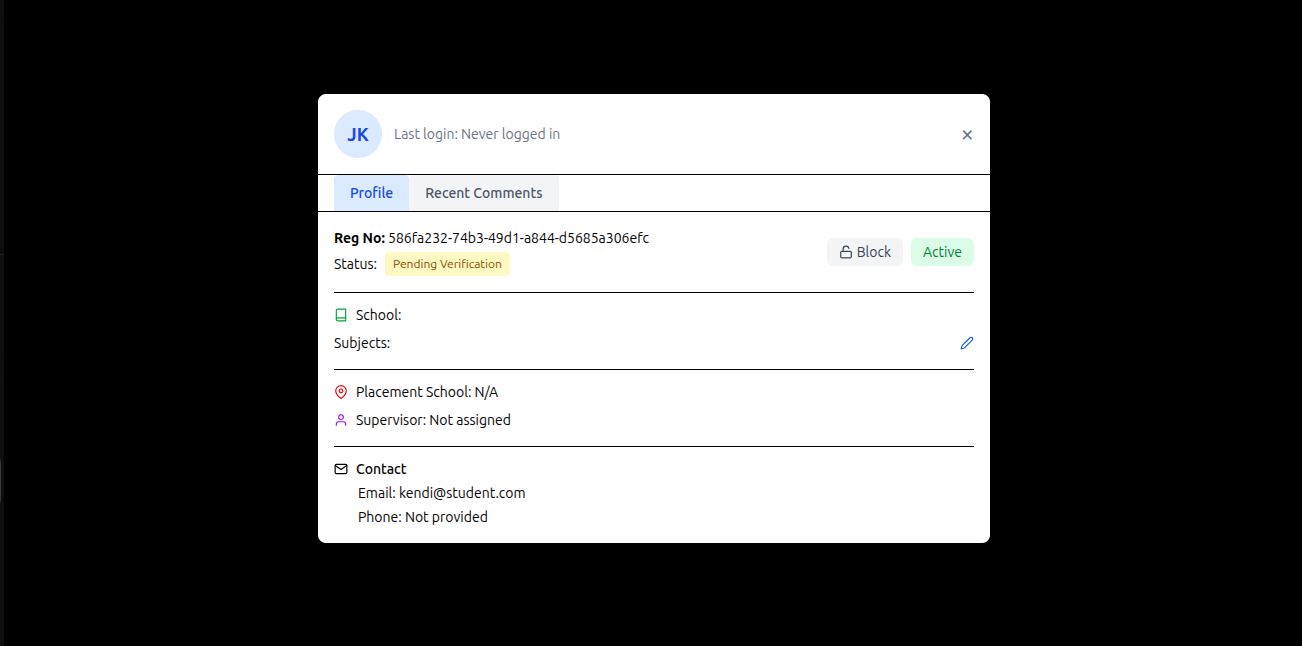 JK Last login: Never logged in ×
Profile Recent Comments
Reg No: 586fa232-74b3-49d1-a844-d5685a306efc
Status: Pending Verification
Block Active
School:
Subjects:
Placement School: N/A
Supervisor: Not assigned
Contact
Email: kendi@student.com
Phone: Not provided